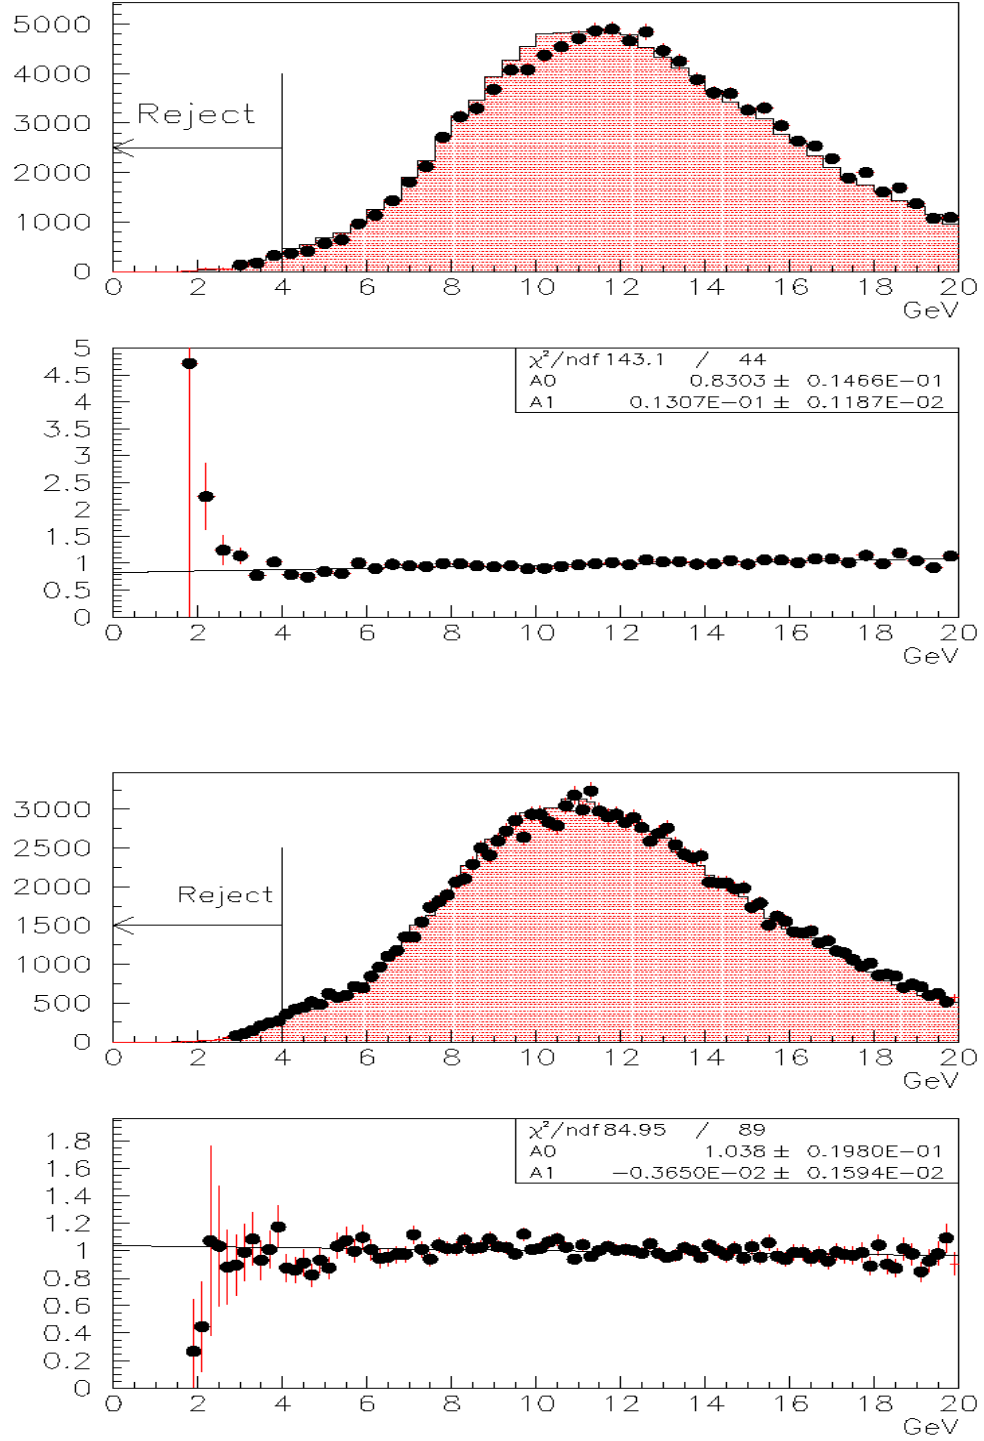 5000
4000
3000
2000
1000
0
Reject
0 2 4 6 8 10 12 14 16 18 20
GeV
5
4.5
4
3.5
3
2.5
2
1.5
1
0.5
0
χ²/ndf 143.1 / 44
A0 0.8303 ± 0.1466E−01
A1 0.1307E−01 ± 0.1187E−02
0 2 4 6 8 10 12 14 16 18 20
GeV
3000
2500
2000
1500
1000
500
0
Reject
0 2 4 6 8 10 12 14 16 18 20
GeV
1.8
1.6
1.4
1.2
1
0.8
0.6
0.4
0.2
0
χ²/ndf 84.95 / 89
A0 1.038 ± 0.1980E−01
A1 −0.3650E−02 ± 0.1594E−02
0 2 4 6 8 10 12 14 16 18 20
GeV